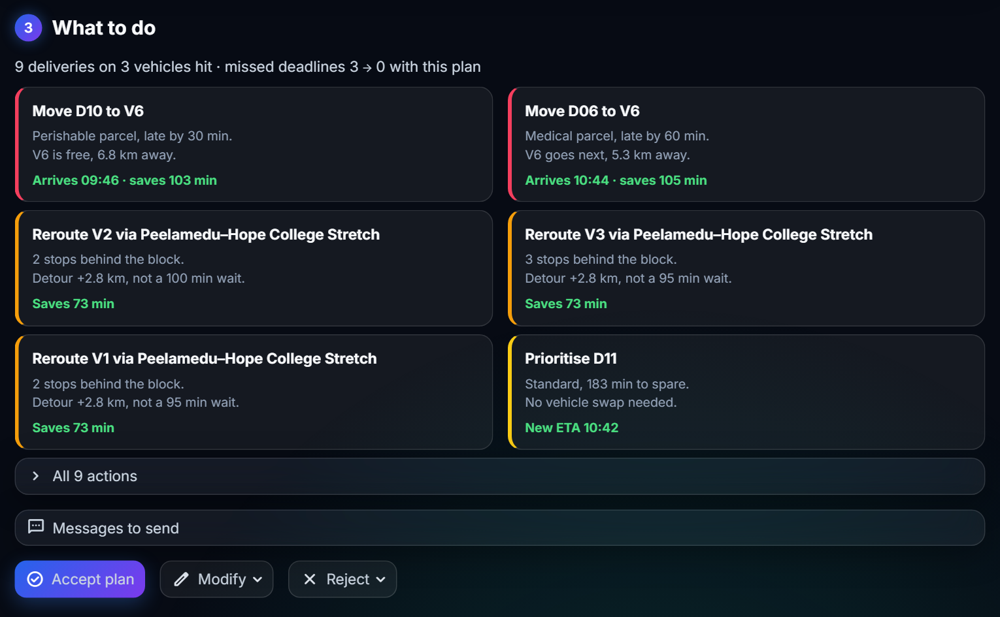 3 What to do
9 deliveries on 3 vehicles hit · missed deadlines 3 → 0 with this plan
Move D10 to V6
Perishable parcel, late by 30 min.
V6 is free, 6.8 km away.
Arrives 09:46 · saves 103 min
Move D06 to V6
Medical parcel, late by 60 min.
V6 goes next, 5.3 km away.
Arrives 10:44 · saves 105 min
Reroute V2 via Peelamedu–Hope College Stretch
2 stops behind the block.
Detour +2.8 km, not a 100 min wait.
Saves 73 min
Reroute V3 via Peelamedu–Hope College Stretch
3 stops behind the block.
Detour +2.8 km, not a 95 min wait.
Saves 73 min
Reroute V1 via Peelamedu–Hope College Stretch
2 stops behind the block.
Detour +2.8 km, not a 95 min wait.
Saves 73 min
Prioritise D11
Standard, 183 min to spare.
No vehicle swap needed.
New ETA 10:42
All 9 actions
Messages to send
Accept plan
Modify
Reject